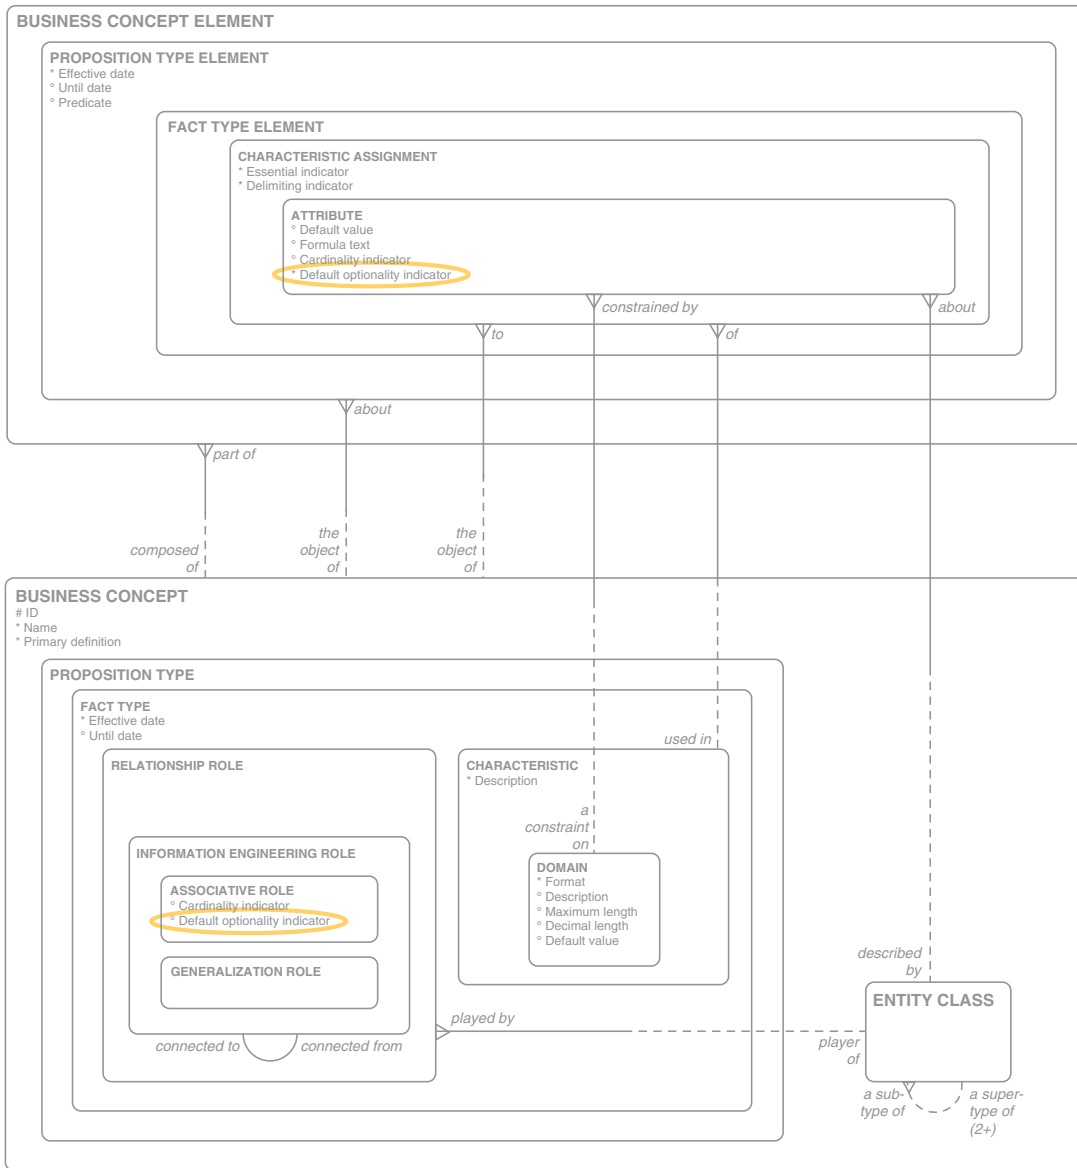 BUSINESS CONCEPT ELEMENT
PROPOSITION TYPE ELEMENT
* Effective date
° Until date
° Predicate
FACT TYPE ELEMENT
CHARACTERISTIC ASSIGNMENT
* Essential indicator
* Delimiting indicator
ATTRIBUTE
° Default value
° Formula text
° Cardinality indicator
* Default optionality indicator
constrained by
about
to
of
about
part of
composed
of
the
object
of
the
object
of
BUSINESS CONCEPT
# ID
* Name
* Primary definition
PROPOSITION TYPE
FACT TYPE
* Effective date
° Until date
used in
RELATIONSHIP ROLE
CHARACTERISTIC
* Description
a
constraint
on
INFORMATION ENGINEERING ROLE
ASSOCIATIVE ROLE
° Cardinality indicator
° Default optionality indicator
GENERALIZATION ROLE
DOMAIN
* Format
° Description
° Maximum length
° Decimal length
° Default value
described
by
ENTITY CLASS
played by
player
of
connected to
connected from
a sub-
type of
a super-
type of
(2+)